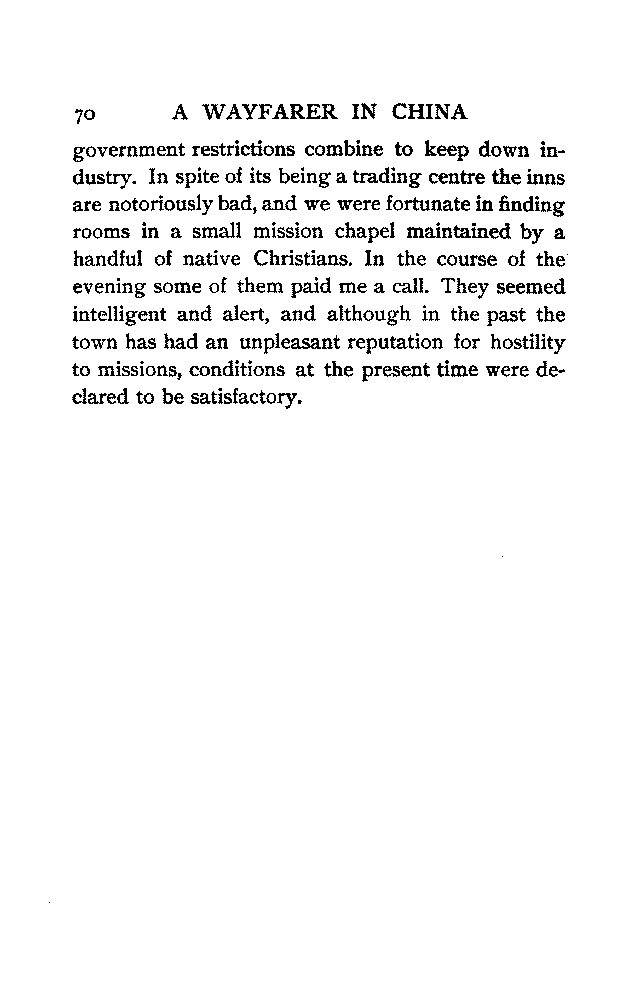 70 A WAYFARER IN CHINA
government restrictions combine to keep down in-
dustry. In spite of its being a trading centre the inns
are notoriously bad, and we were fortunate in finding
rooms in a small mission chapel maintained by a
handful of native Christians. In the course of the
evening some of them paid me a call. They seemed
intelligent and alert, and although in the past the
town has had an unpleasant reputation for hostility
to missions, conditions at the present time were de-
clared to be satisfactory.